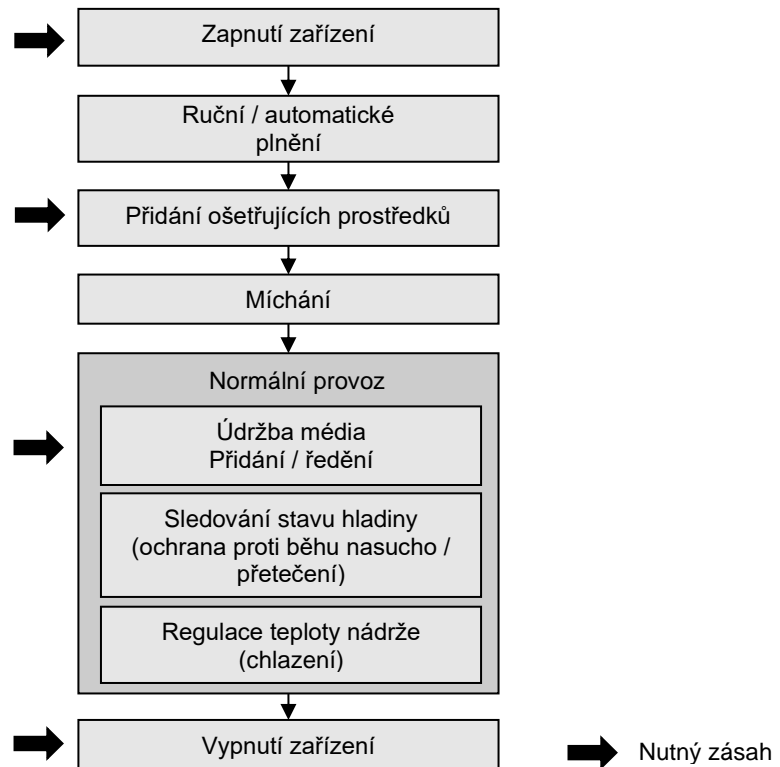 Zapnutí zařízení
Ruční / automatické
plnění
Přidání ošetřujících prostředků
Míchání
Normální provoz
Údržba média
Přidání / ředění
Sledování stavu hladiny
(ochrana proti běhu nasucho /
přetečení)
Regulace teploty nádrže
(chlazení)
Vypnutí zařízení
Nutný zásah